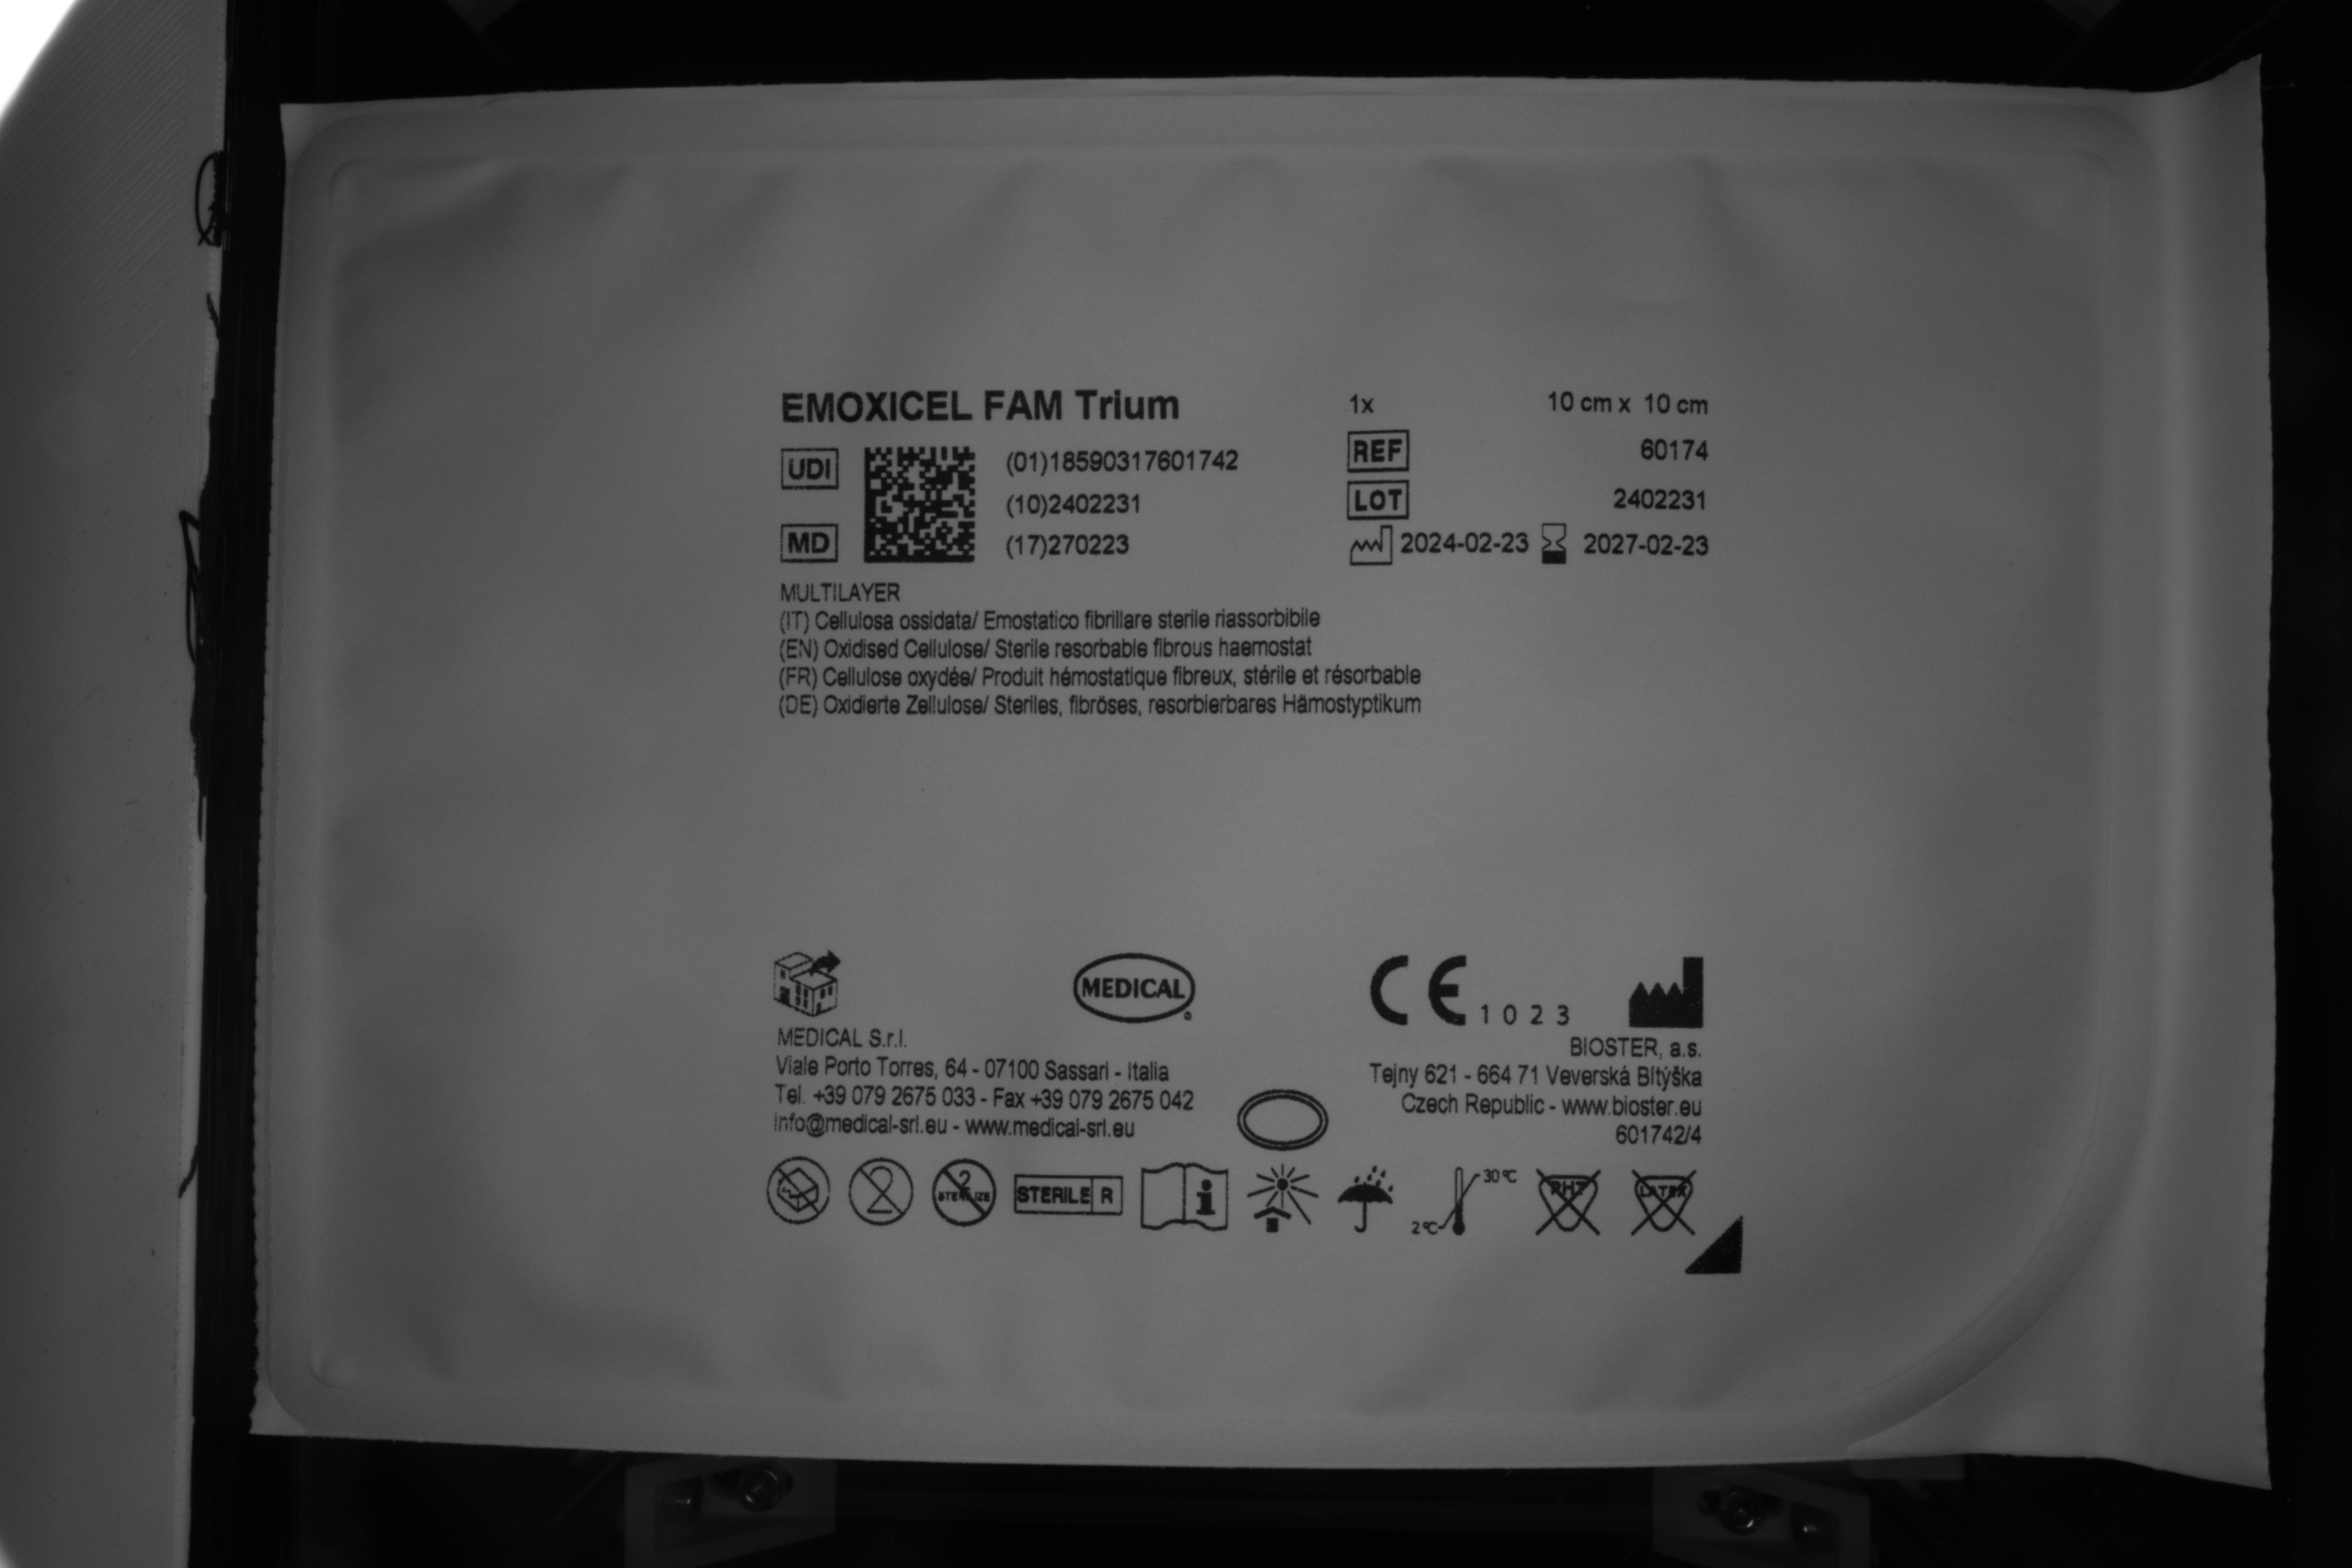 EMOXICEL FAM Trium
1x 10 cm x 10 cm
UDI (01)18590317601742
REF 60174
(10)2402231
LOT 2402231
MD (17)270223
2024-02-23 2027-02-23
MULTILAYER
(IT) Cellulosa ossidata/ Emostatico fibrillare sterile riassorbibile
(EN) Oxidised Cellulose/ Sterile resorbable fibrous haemostat
(FR) Cellulose oxydée/ Produit hémostatique fibreux, stérile et résorbable
(DE) Oxidierte Zellulose/ Steriles, fibröses, resorbierbares Hämostyptikum
MEDICAL
CE 1023
MEDICAL S.r.l.
Viale Porto Torres, 64 - 07100 Sassari - Italia
Tel. +39 079 2675 033 - Fax +39 079 2675 042
info@medical-srl.eu - www.medical-srl.eu
BIOSTER, a.s.
Tejny 621 - 664 71 Veverská Bítýška
Czech Republic - www.bioster.eu
601742/4
2
2 STERILIZE
STERILE R
i
2 °C 30 °C
PHT
LATEX